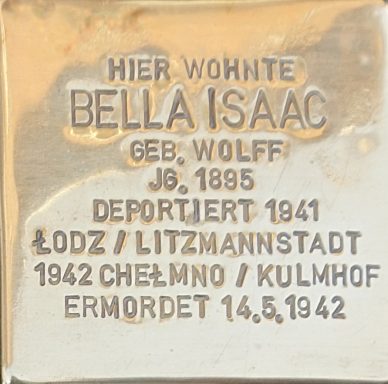 HIER WOHNTE
BELLA ISAAC
GEB. WOLFF
JG. 1895
DEPORTIERT 1941
ŁODZ / LITZMANNSTADT
1942 CHEŁMNO / KULMHOF
ERMORDET 14.5.1942